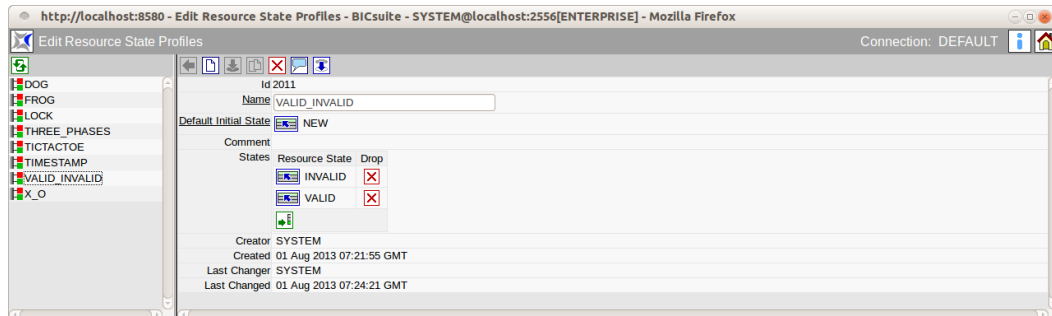 http://localhost:8580 - Edit Resource State Profiles - BICsuite - SYSTEM@localhost:2556[ENTERPRISE] - Mozilla Firefox
Edit Resource State Profiles
Connection: DEFAULT
DOG
FROG
LOCK
THREE_PHASES
TICTACTOE
TIMESTAMP
VALID_INVALID
X_O
Id 2011
Name VALID_INVALID
Default Initial State NEW
Comment
States Resource State Drop
INVALID
VALID
Creator SYSTEM
Created 01 Aug 2013 07:21:55 GMT
Last Changer SYSTEM
Last Changed 01 Aug 2013 07:24:21 GMT